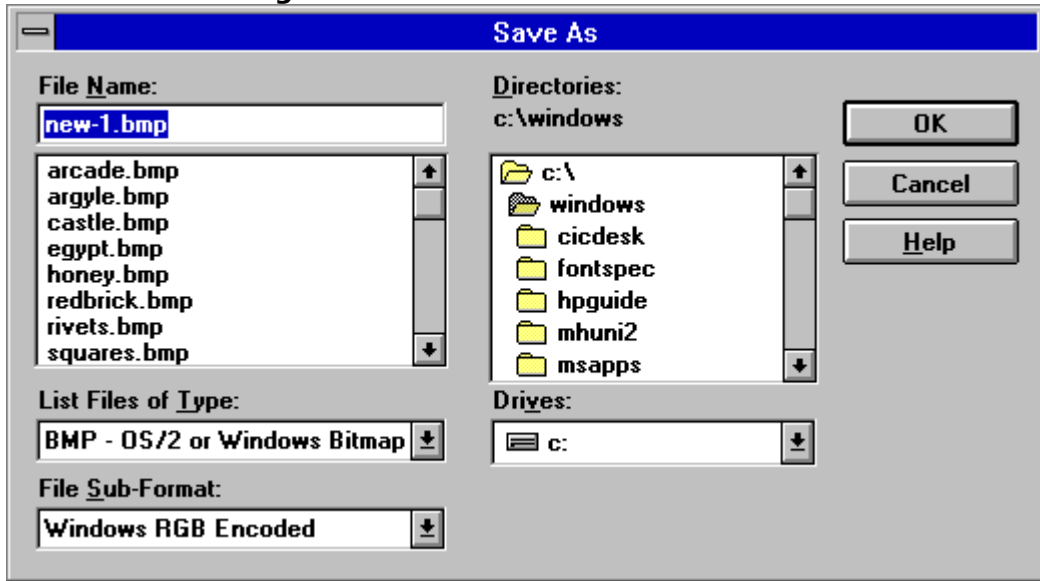 Save As
File Name:
new-1.bmp
arcade.bmp
argyle.bmp
castle.bmp
egypt.bmp
honey.bmp
redbrick.bmp
rivets.bmp
squares.bmp
List Files of Type:
BMP - OS/2 or Windows Bitmap
File Sub-Format:
Windows RGB Encoded
Directories:
c:\windows
c:\
windows
cicdesk
fontspec
hpguide
mhuni2
msapps
Drives:
c:
OK
Cancel
Help